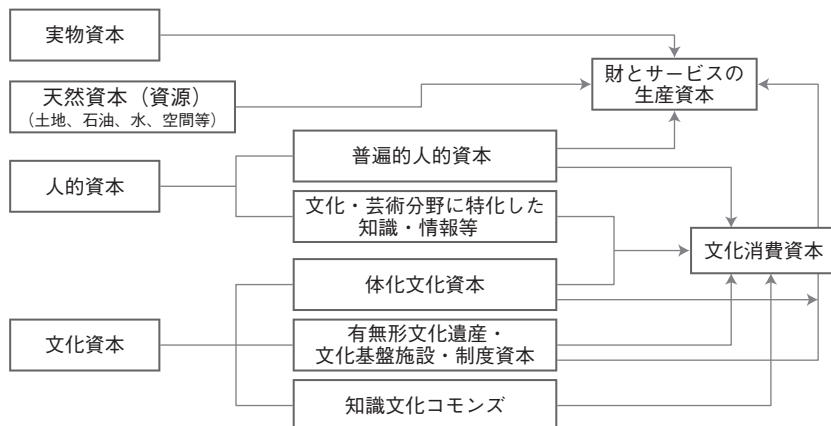 実物資本
財とサービスの
生産資本
天然資本（資源）
（土地、石油、水、空間等）
普遍的人的資本
人的資本
文化・芸術分野に特化した
知識・情報等
文化消費資本
体化文化資本
文化資本
有無形文化遺産・
文化基盤施設・制度資本
知識文化コモンズ